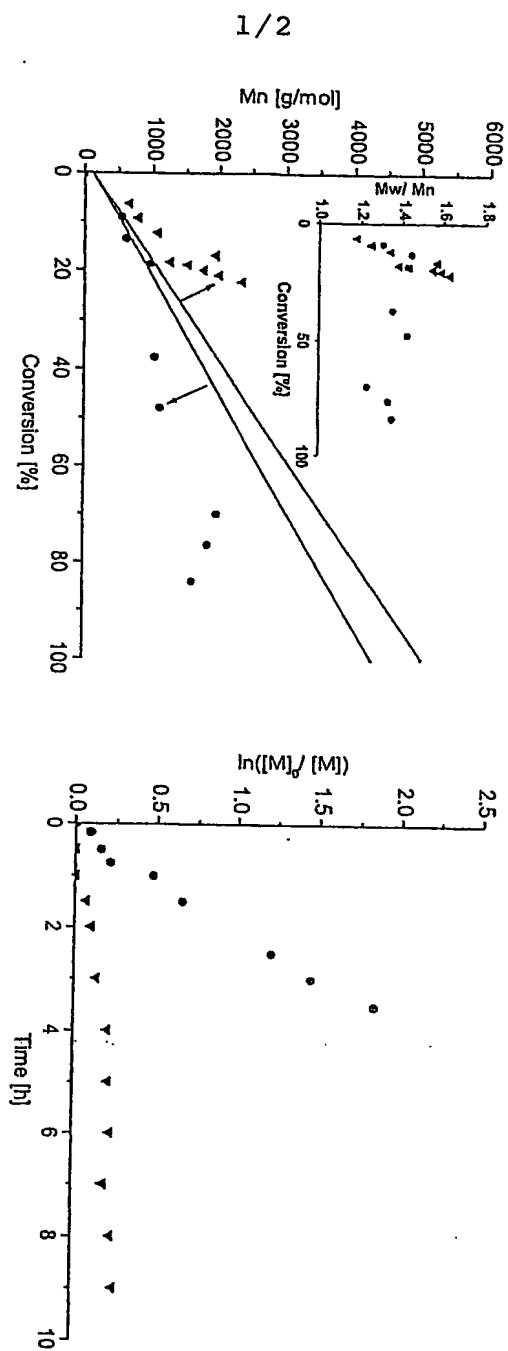 1/2
Mn [g/mol]
0 1000 2000 3000 4000 5000 6000
Mw/ Mn
1.0 1.2 1.4 1.6 1.8
0 50 100
Conversion [%]
0 20 40 60 80 100
Conversion [%]
ln([M]₀/ [M])
0.0 0.5 1.0 1.5 2.0 2.5
0 2 4 6 8 10
Time [h]